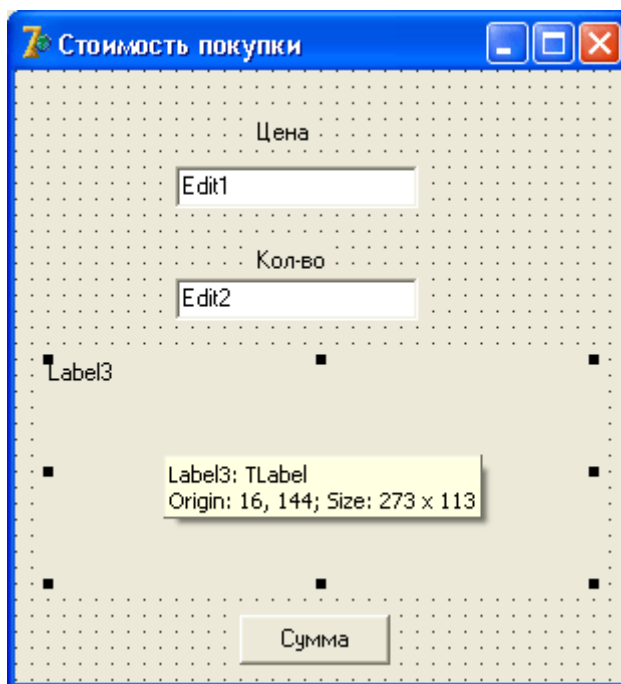 Стоимость покупки
Цена
Edit1
Кол-во
Edit2
Label3
Label3: TLabel
Origin: 16, 144; Size: 273 x 113
Сумма